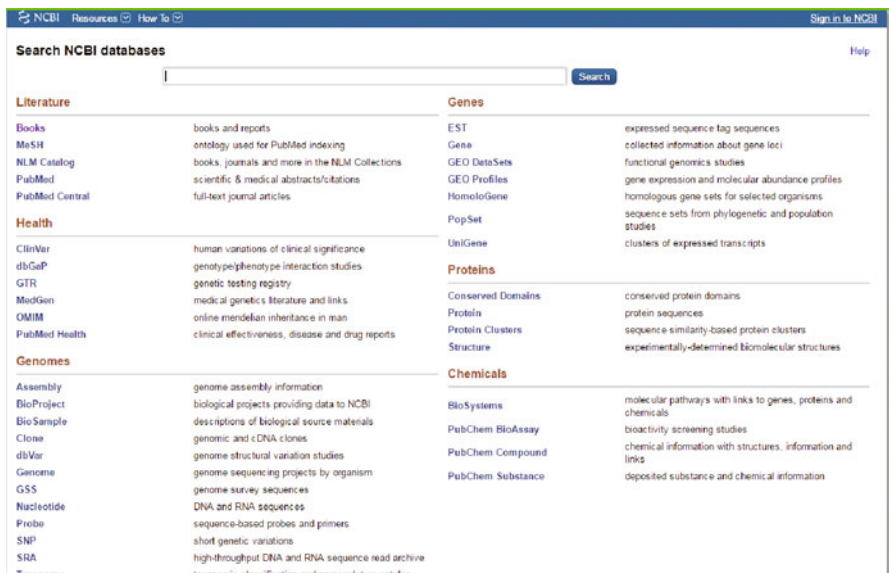 NCBI Resources How To Sign in to NCBI
Search NCBI databases Help
Search
Literature
Books books and reports
MeSH ontology used for PubMed indexing
NLM Catalog books, journals and more in the NLM Collections
PubMed scientific & medical abstracts/citations
PubMed Central full-text journal articles
Health
ClinVar human variations of clinical significance
dbGaP genotype/phenotype interaction studies
GTR genetic testing registry
MedGen medical genetics literature and links
OMIM online mendelian inheritance in man
PubMed Health clinical effectiveness, disease and drug reports
Genomes
Assembly genome assembly information
BioProject biological projects providing data to NCBI
BioSample descriptions of biological source materials
Clone genomic and cDNA clones
dbVar genome structural variation studies
Genome genome sequencing projects by organism
GSS genome survey sequences
Nucleotide DNA and RNA sequences
Probe sequence-based probes and primers
SNP short genetic variations
SRA high-throughput DNA and RNA sequence read archive
Genes
EST expressed sequence tag sequences
Gene collected information about gene loci
GEO DataSets functional genomics studies
GEO Profiles gene expression and molecular abundance profiles
HomoloGene homologous gene sets for selected organisms
PopSet sequence sets from phylogenetic and population
studies
UniGene clusters of expressed transcripts
Proteins
Conserved Domains conserved protein domains
Protein protein sequences
Protein Clusters sequence similarity-based protein clusters
Structure experimentally-determined biomolecular structures
Chemicals
BioSystems molecular pathways with links to genes, proteins and
chemicals
PubChem BioAssay bioactivity screening studies
PubChem Compound chemical information with structures, information and
links
PubChem Substance deposited substance and chemical information